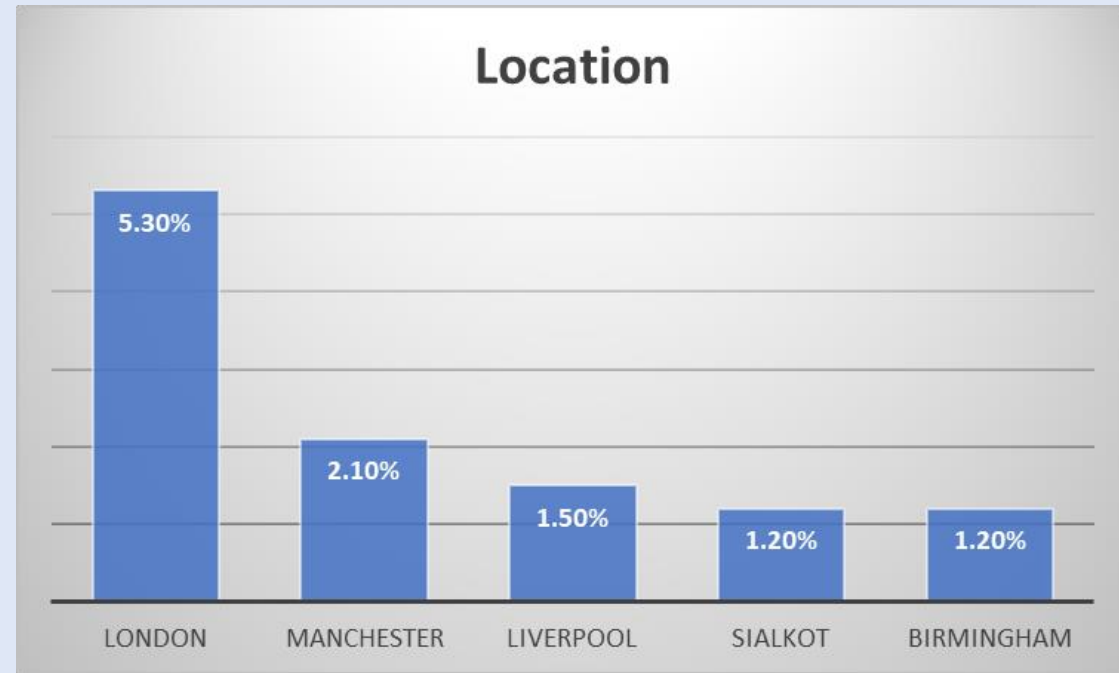 Location
5.30%
2.10%
1.50%
1.20%
1.20%
LONDON MANCHESTER LIVERPOOL SIALKOT BIRMINGHAM